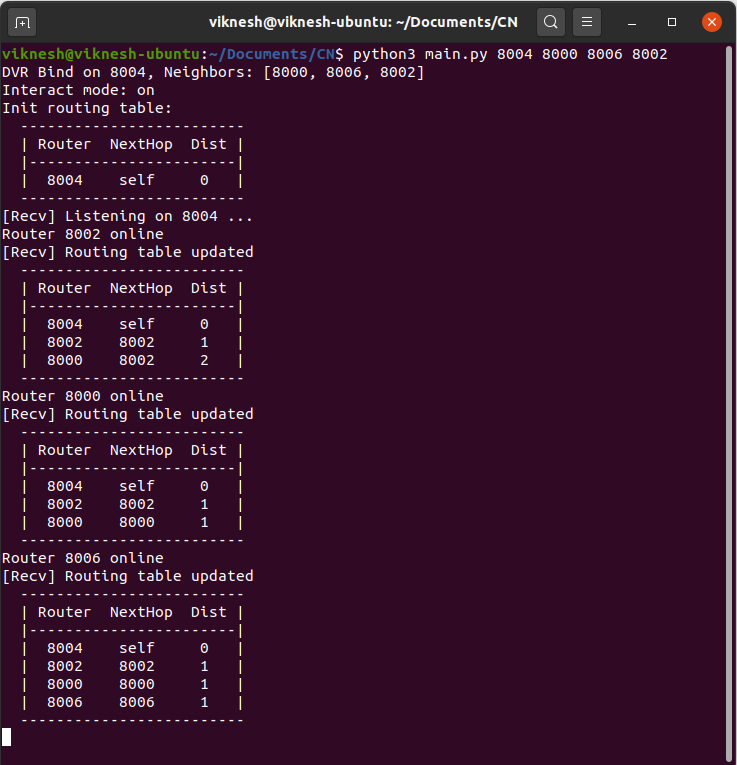 viknesh@viknesh-ubuntu: ~/Documents/CN
viknesh@viknesh-ubuntu:~/Documents/CN$ python3 main.py 8004 8000 8006 8002
DVR Bind on 8004, Neighbors: [8000, 8006, 8002]
Interact mode: on
Init routing table:
  -------------------------
  | Router  NextHop  Dist |
  |-----------------------|
  |  8004    self     0   |
  -------------------------
[Recv] Listening on 8004 ...
Router 8002 online
[Recv] Routing table updated
  -------------------------
  | Router  NextHop  Dist |
  |-----------------------|
  |  8004    self     0   |
  |  8002    8002     1   |
  |  8000    8002     2   |
  -------------------------
Router 8000 online
[Recv] Routing table updated
  -------------------------
  | Router  NextHop  Dist |
  |-----------------------|
  |  8004    self     0   |
  |  8002    8002     1   |
  |  8000    8000     1   |
  -------------------------
Router 8006 online
[Recv] Routing table updated
  -------------------------
  | Router  NextHop  Dist |
  |-----------------------|
  |  8004    self     0   |
  |  8002    8002     1   |
  |  8000    8000     1   |
  |  8006    8006     1   |
  -------------------------